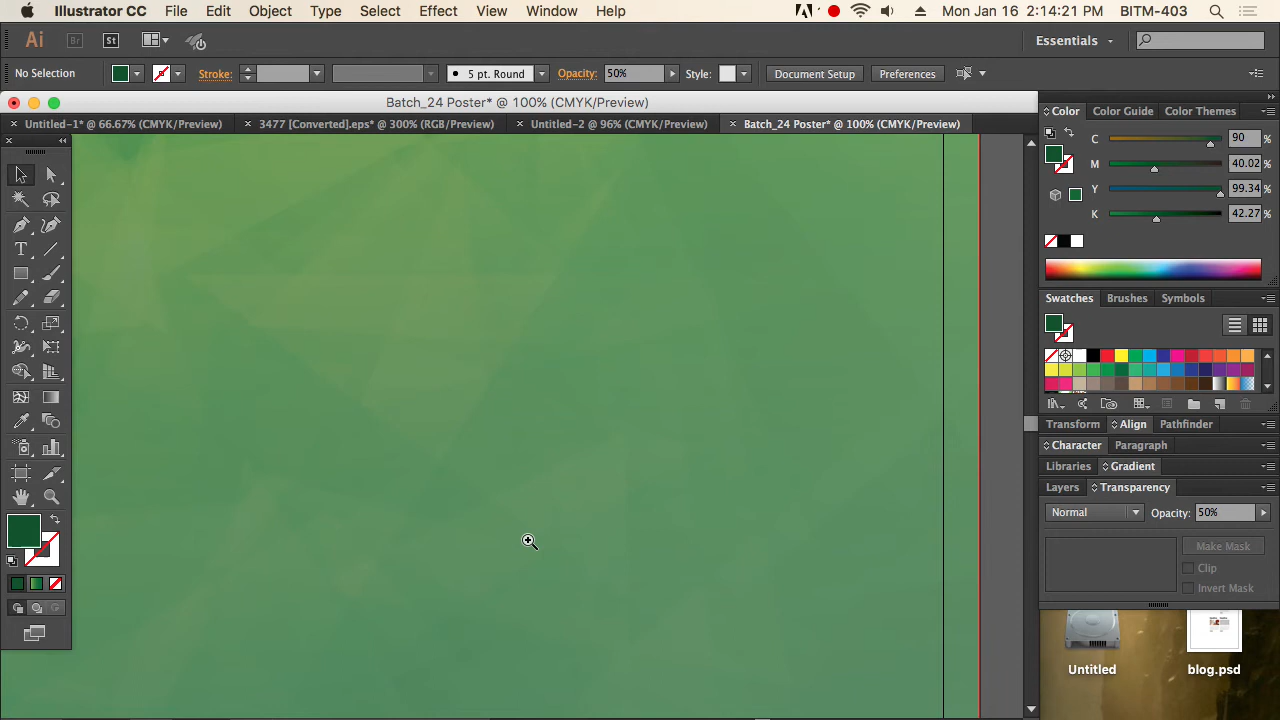 Illustrator CC File Edit Object Type Select Effect View Window Help Mon Jan 16 2:14:21 PM BITM-403
Ai Br St Essentials
No Selection Stroke: 5 pt. Round Opacity: 50% Style: Document Setup Preferences
Batch_24 Poster* @ 100% (CMYK/Preview)
Untitled-1* @ 66.67% (CMYK/Preview) 3477 [Converted].eps* @ 300% (RGB/Preview) Untitled-2 @ 96% (CMYK/Preview) Batch_24 Poster* @ 100% (CMYK/Preview)
Color Color Guide Color Themes
C 90 %
M 40.02 %
Y 99.34 %
K 42.27 %
Swatches Brushes Symbols
Transform Align Pathfinder
Character Paragraph
Libraries Gradient
Layers Transparency
Normal Opacity: 50%
Make Mask
Clip
Invert Mask
Untitled blog.psd